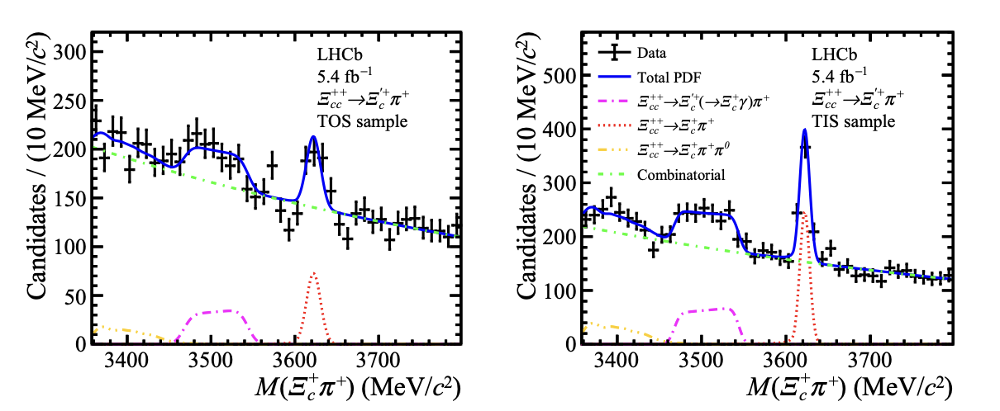 Candidates / (10 MeV/c²)
300
250
200
150
100
50
0
LHCb
5.4 fb⁻¹
Ξcc⁺⁺→Ξc′⁺π⁺
TOS sample
3400 3500 3600 3700
M(Ξc⁺π⁺) (MeV/c²)
Candidates / (10 MeV/c²)
500
400
300
200
100
0
Data
Total PDF
Ξcc⁺⁺→Ξc′⁺(→Ξc⁺γ)π⁺
Ξcc⁺⁺→Ξc⁺π⁺
Ξcc⁺⁺→Ξc⁺π⁺π⁰
Combinatorial
LHCb
5.4 fb⁻¹
Ξcc⁺⁺→Ξc′⁺π⁺
TIS sample
3400 3500 3600 3700
M(Ξc⁺π⁺) (MeV/c²)